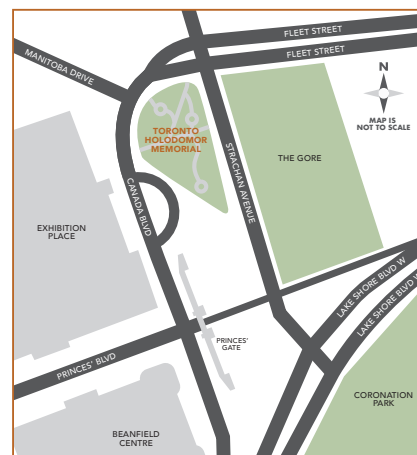 FLEET STREET
FLEET STREET
MANITOBA DRIVE
N
MAP IS
NOT TO SCALE
TORONTO
HOLODOMOR
MEMORIAL
STRACHAN AVENUE
THE GORE
CANADA BLVD
EXHIBITION
PLACE
LAKE SHORE BLVD W
LAKE SHORE BLVD W
PRINCES'
GATE
PRINCES' BLVD
CORONATION
PARK
BEANFIELD
CENTRE